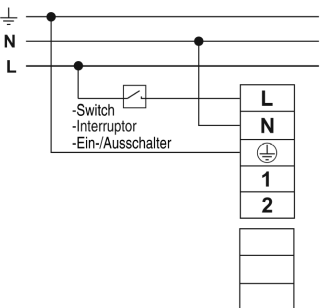 N
L
-Switch
-Interruptor
-Ein-/Ausschalter
L
N
1
2